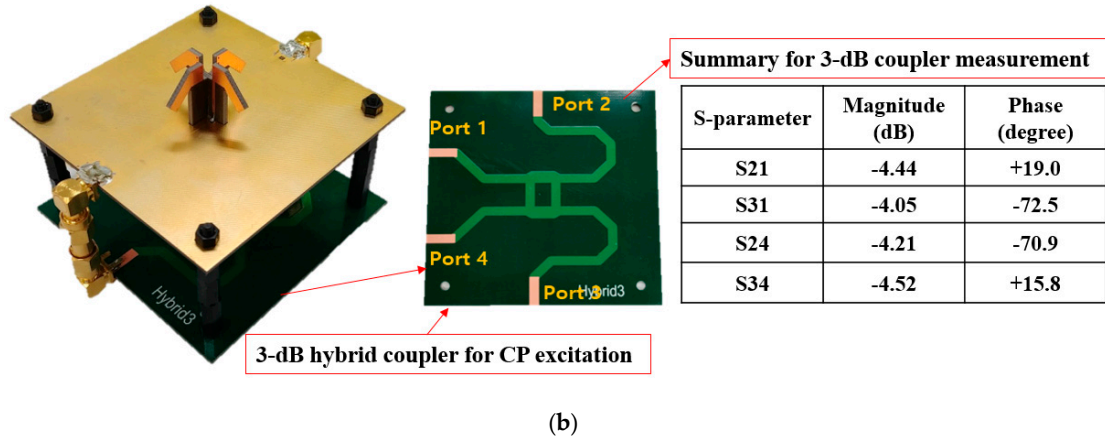 Summary for 3-dB coupler measurement
Port 2
Port 1
Port 4
Port 3
Hybrid3
Hybrid3
3-dB hybrid coupler for CP excitation
S-parameter Magnitude (dB) Phase (degree)
S21 -4.44 +19.0
S31 -4.05 -72.5
S24 -4.21 -70.9
S34 -4.52 +15.8
(b)